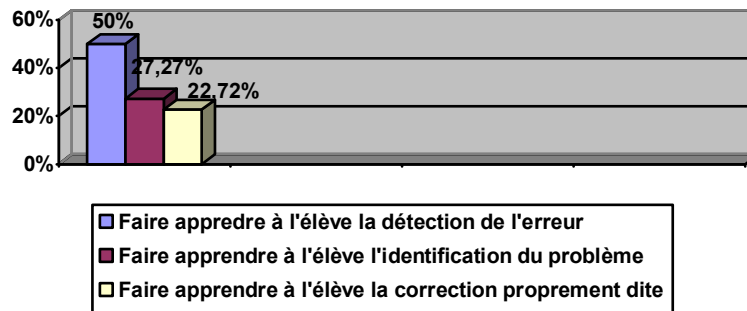 60%
50%
27,27%
40%
22,72%
20%
0%
Faire appredre à l'élève la détection de l'erreur
Faire apprendre à l'élève l'identification du problème
Faire apprendre à l'élève la correction proprement dite